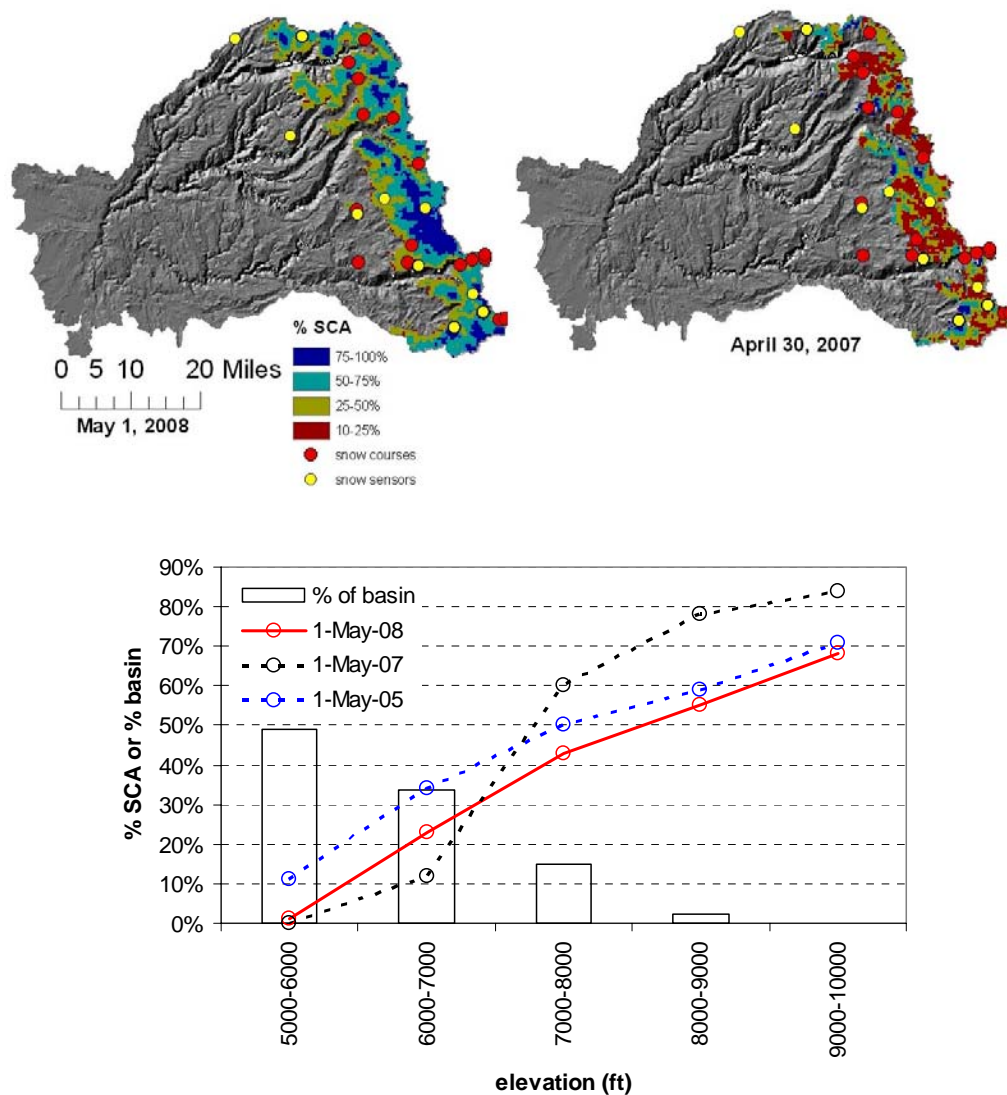 % SCA
75-100%
50-75%
25-50%
10-25%
snow courses
snow sensors
0 5 10 20 Miles
May 1, 2008
April 30, 2007
90%
80%
70%
60%
50%
40%
30%
20%
10%
0%
% SCA or % basin
% of basin
1-May-08
1-May-07
1-May-05
5000-6000
6000-7000
7000-8000
8000-9000
9000-10000
elevation (ft)